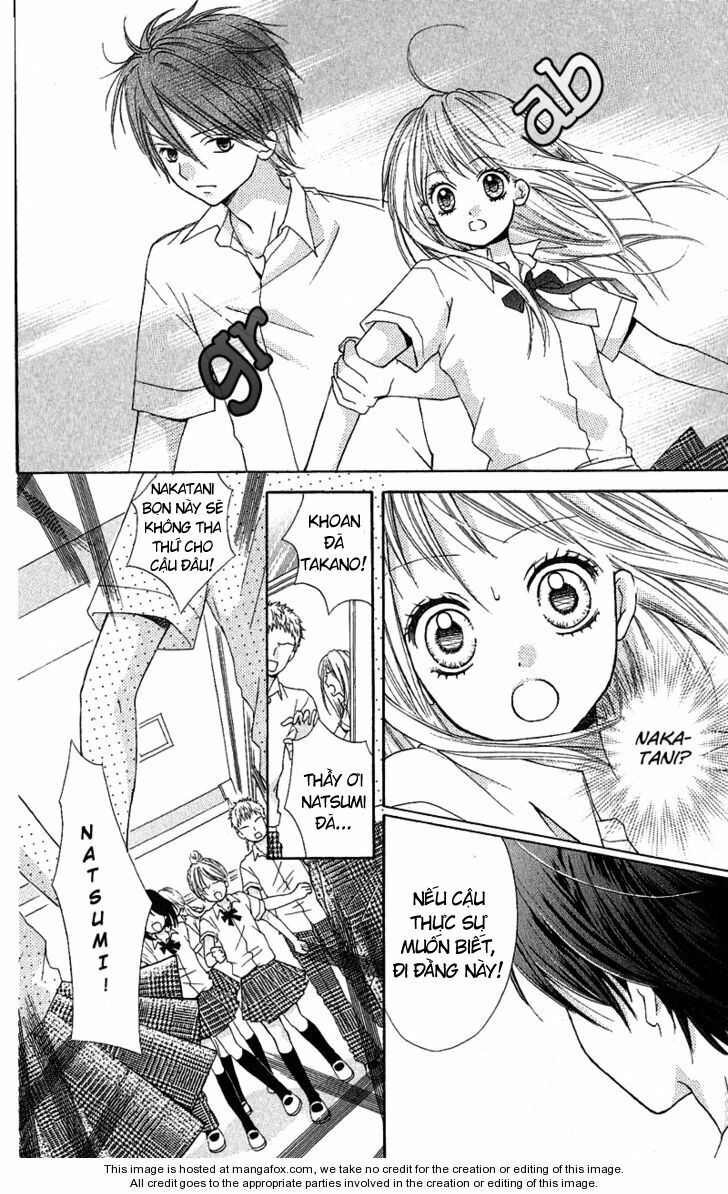 gr
ab
NAKA-
TANI?
NẾU CẬU
THỰC SỰ
MUỐN BIẾT,
ĐI ĐẰNG NÀY!
KHOAN
ĐÃ
TAKANO!
THẦY ƠI
NATSUMI
ĐÃ...
NAKATANI
BỌN NÀY SẼ
KHÔNG THA
THỨ CHO
CẬU ĐÂU!
NATSUMI!
This image is hosted at mangafox.com, we take no credit for the creation or editing of this image.
All credit goes to the appropriate parties involved in the creation or editing of this image.